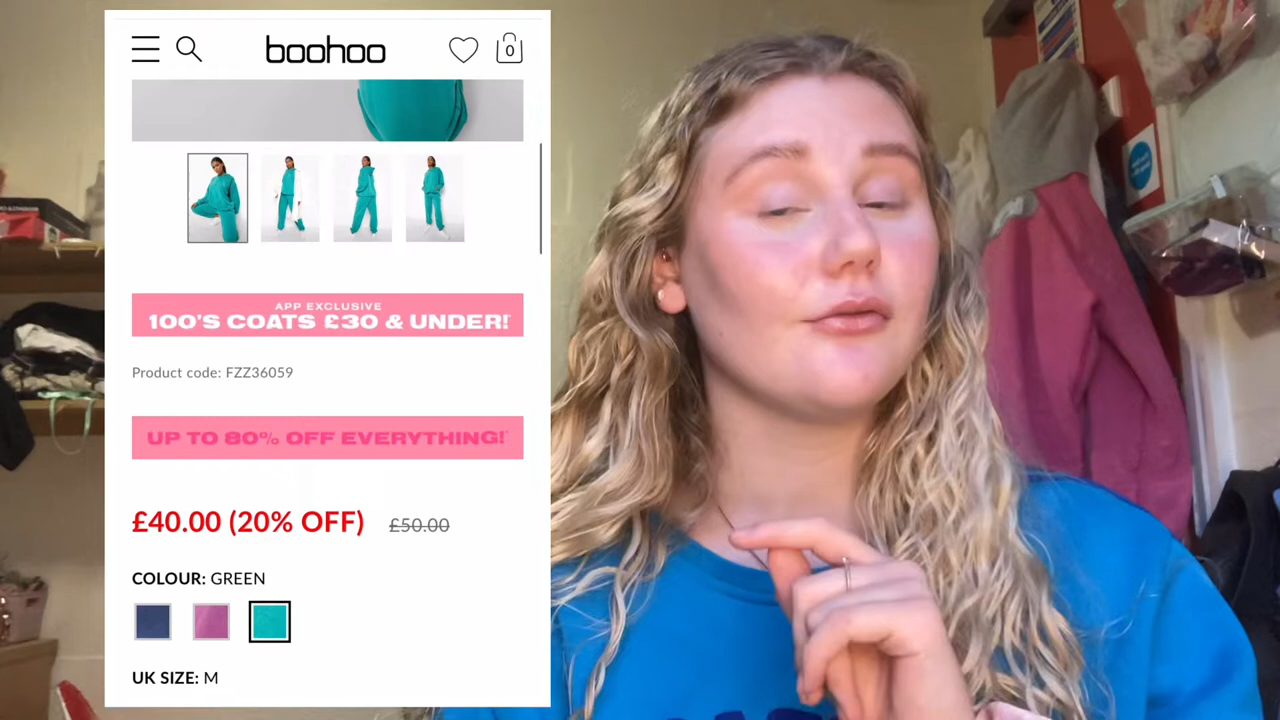 boohoo
0
APP EXCLUSIVE
100'S COATS £30 & UNDER!*
Product code: FZZ36059
UP TO 80% OFF EVERYTHING!*
£40.00 (20% OFF) £50.00
COLOUR: GREEN
UK SIZE: M